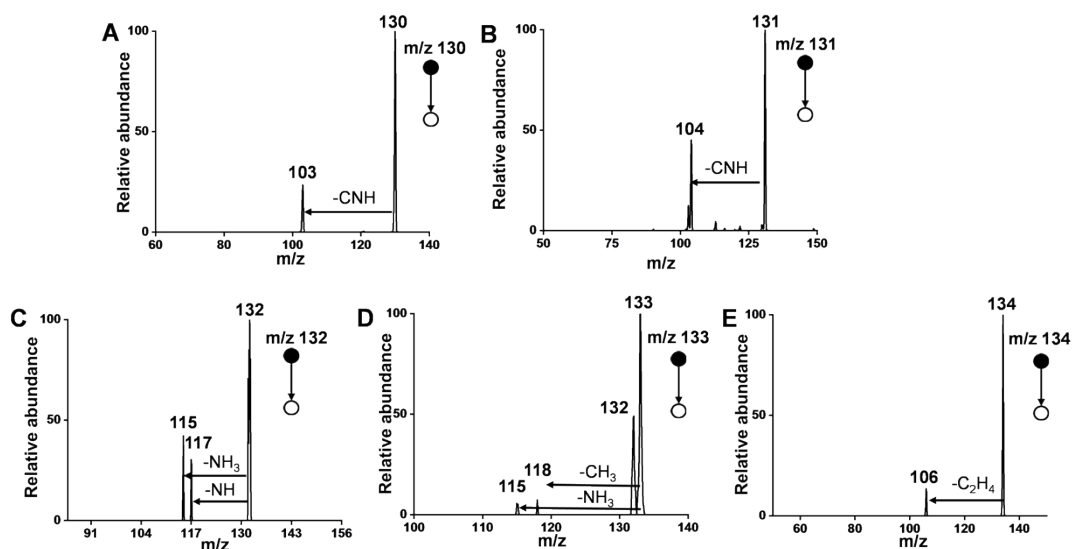 A
Relative abundance
100
50
0
130
103
-CNH
m/z 130
60
80
100
120
140
m/z
B
Relative abundance
100
50
0
131
104
-CNH
m/z 131
50
75
100
125
150
m/z
C
Relative abundance
100
50
0
132
115
117
-NH₃
-NH
m/z 132
91
104
117
130
143
156
m/z
D
Relative abundance
100
50
0
133
132
118
115
-CH₃
-NH₃
m/z 133
100
110
120
130
140
m/z
E
Relative abundance
100
50
0
134
106
-C₂H₄
m/z 134
60
80
100
120
140
m/z